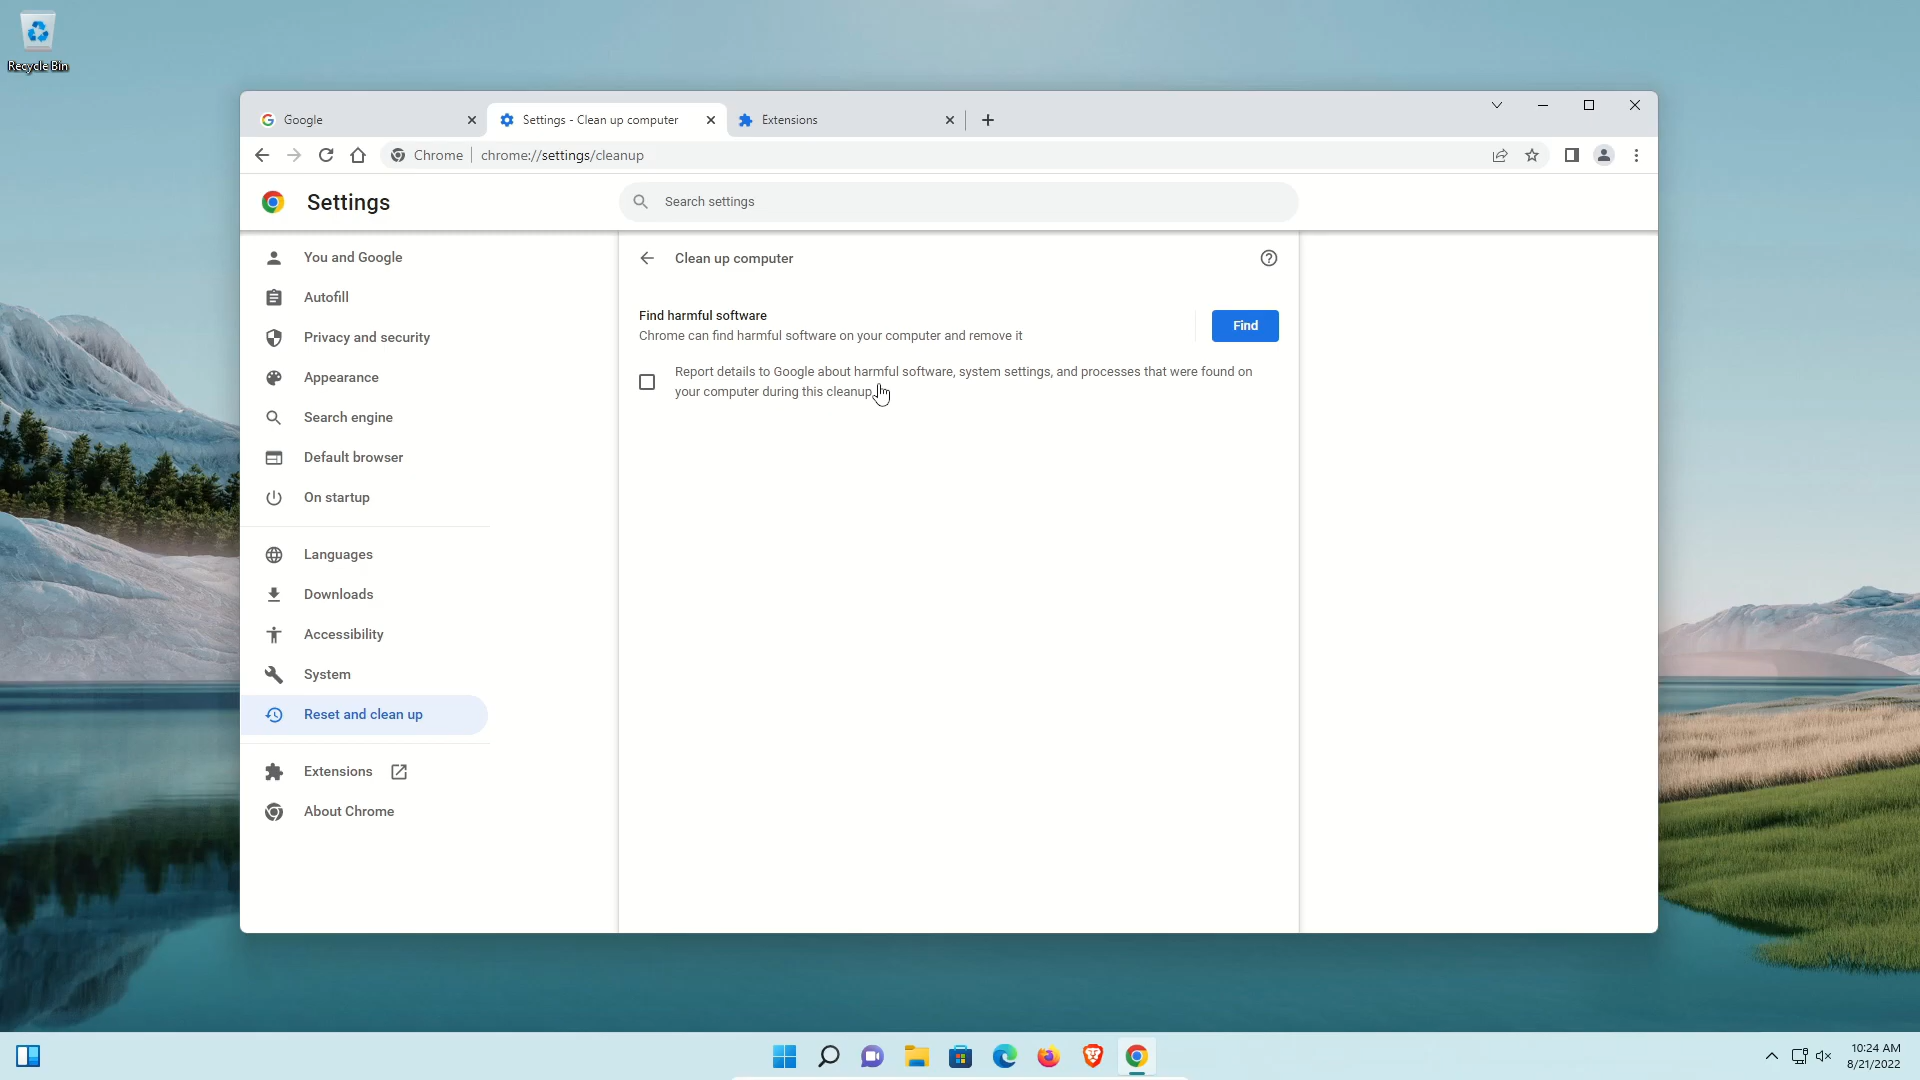 Recycle Bin
Google
Settings - Clean up computer
Extensions
Chrome
chrome://settings/cleanup
Settings
Search settings
You and Google
Autofill
Privacy and security
Appearance
Search engine
Default browser
On startup
Languages
Downloads
Accessibility
System
Reset and clean up
Extensions
About Chrome
Clean up computer
Find harmful software
Chrome can find harmful software on your computer and remove it
Find
Report details to Google about harmful software, system settings, and processes that were found on
your computer during this cleanup
10:24 AM
8/21/2022